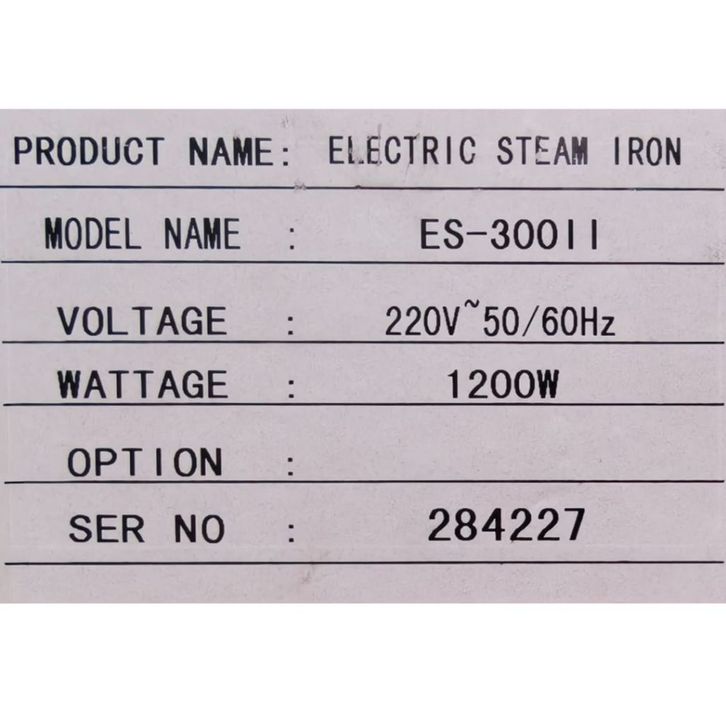 PRODUCT NAME: ELECTRIC STEAM IRON
MODEL NAME : ES-300II
VOLTAGE : 220V~50/60Hz
WATTAGE : 1200W
OPTION :
SER NO : 284227